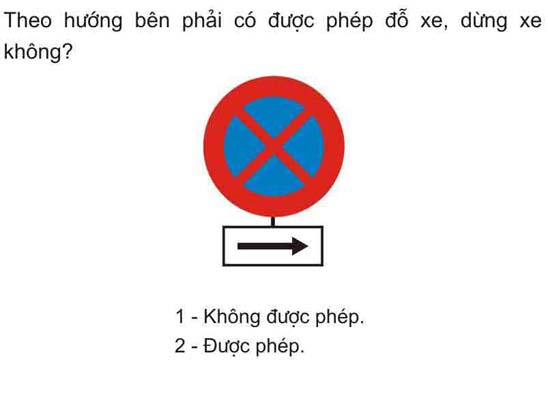 Theo hướng bên phải có được phép đỗ xe, dừng xe
không?
1 - Không được phép.
2 - Được phép.